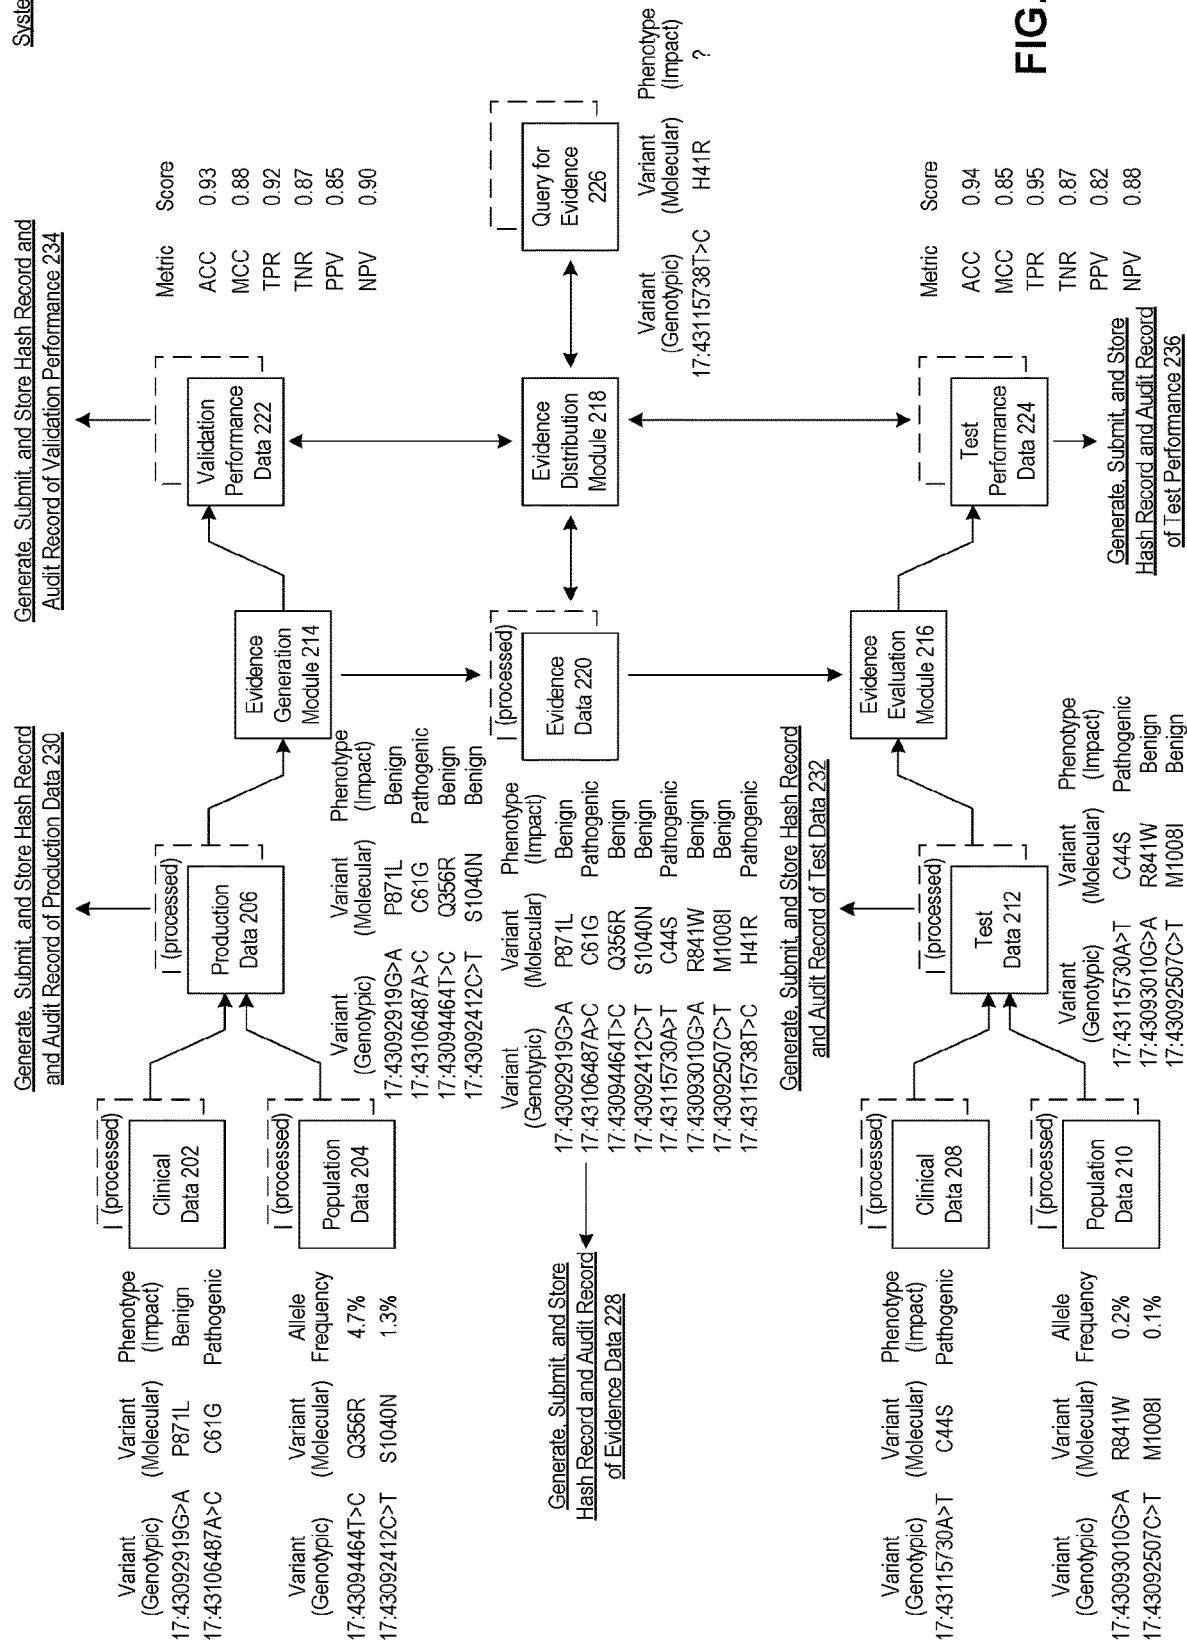 Syste
Generate, Submit, and Store Hash Record
and Audit Record of Production Data 230
Generate, Submit, and Store Hash Record and
Audit Record of Validation Performance 234
Variant
(Genotypic)
Variant
(Molecular)
Phenotype
(Impact)
17:43092919G>A P871L Benign
17:43106487A>C C61G Pathogenic
I (processed)
Clinical
Data 202
Variant
(Genotypic)
Variant
(Molecular)
Allele
Frequency
17:43094464T>C Q356R 4.7%
17:43092412C>T S1040N 1.3%
I (processed)
Population
Data 204
I (processed)
Production
Data 206
Variant
(Genotypic)
Variant
(Molecular)
Phenotype
(Impact)
17:43092919G>A P871L Benign
17:43106487A>C C61G Pathogenic
17:43094464T>C Q356R Benign
17:43092412C>T S1040N Benign
Evidence
Generation
Module 214
I
Validation
Performance
Data 222
Metric Score
ACC 0.93
MCC 0.88
TPR 0.92
TNR 0.87
PPV 0.85
NPV 0.90
Generate, Submit, and Store
Hash Record and Audit Record
of Evidence Data 228
Variant
(Genotypic)
Variant
(Molecular)
Phenotype
(Impact)
17:43092919G>A P871L Benign
17:43106487A>C C61G Pathogenic
17:43094464T>C Q356R Benign
17:43092412C>T S1040N Benign
17:43115730A>T C44S Pathogenic
17:43093010G>A R841W Benign
17:43092507C>T M1008I Benign
17:43115738T>C H41R Pathogenic
I (processed)
Evidence
Data 220
Evidence
Distribution
Module 218
I
Query for
Evidence
226
Variant
(Genotypic)
Variant
(Molecular)
Phenotype
(Impact)
17:43115738T>C H41R ?
Generate, Submit, and Store Hash Record
and Audit Record of Test Data 232
Variant
(Genotypic)
Variant
(Molecular)
Phenotype
(Impact)
17:43115730A>T C44S Pathogenic
I (processed)
Clinical
Data 208
Variant
(Genotypic)
Variant
(Molecular)
Allele
Frequency
17:43093010G>A R841W 0.2%
17:43092507C>T M1008I 0.1%
I (processed)
Population
Data 210
I (processed)
Test
Data 212
Variant
(Genotypic)
Variant
(Molecular)
Phenotype
(Impact)
17:43115730A>T C44S Pathogenic
17:43093010G>A R841W Benign
17:43092507C>T M1008I Benign
Evidence
Evaluation
Module 216
I
Test
Performance
Data 224
Metric Score
ACC 0.94
MCC 0.85
TPR 0.95
TNR 0.87
PPV 0.82
NPV 0.88
Generate, Submit, and Store
Hash Record and Audit Record
of Test Performance 236
FIG.